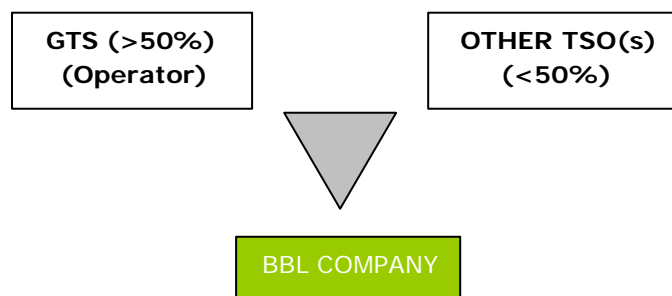 GTS (>50%)
(Operator)
OTHER TSO(s)
(<50%)
BBL COMPANY